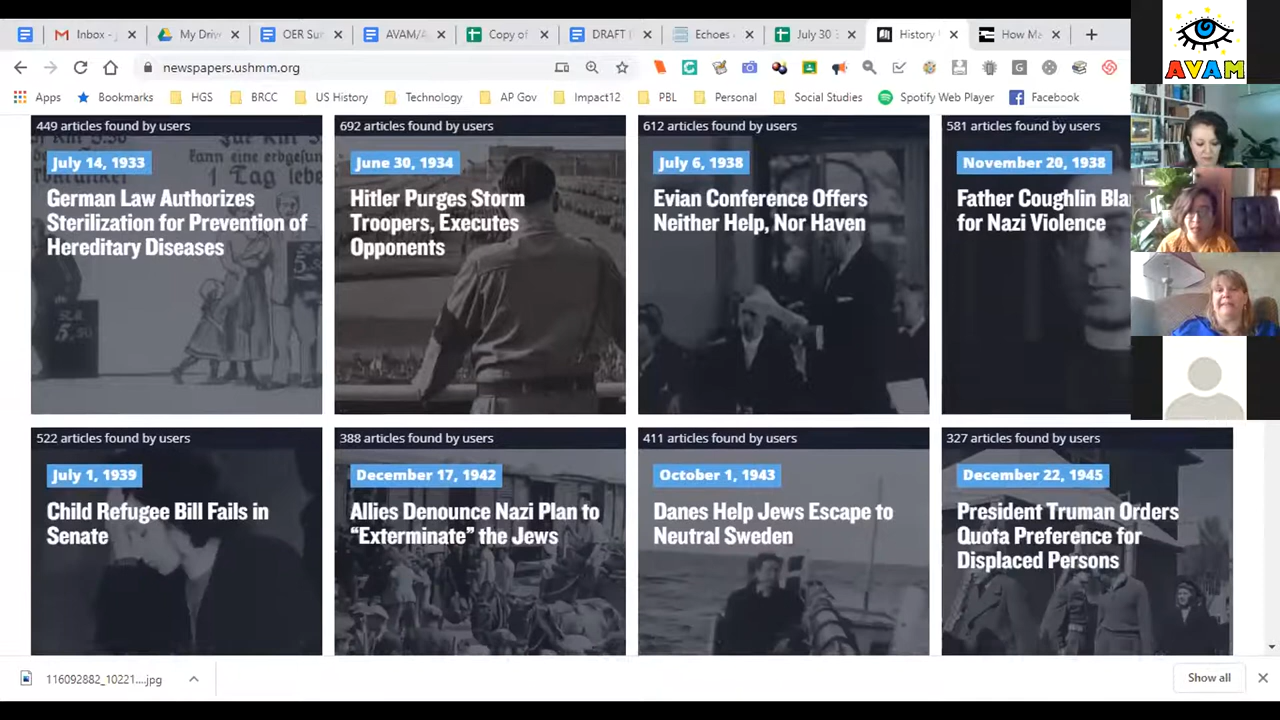 Inbox -
My Driv
OER Sur
AVAM/A
Copy
DRAFT (
Echoes &
July 30
History
How Ma
newspapers.ushmm.org
Apps
Bookmarks
HGS
BRCC
US History
Technology
AP Gov
Impact12
PBL
Personal
Social Studies
Spotify Web Player
Facebook
AVAM
449 articles found by users
July 14, 1933
German Law Authorizes
Sterilization for Prevention of
Hereditary Diseases
692 articles found by users
June 30, 1934
Hitler Purges Storm
Troopers, Executes
Opponents
612 articles found by users
July 6, 1938
Evian Conference Offers
Neither Help, Nor Haven
581 articles found by users
November 20, 1938
Father Coughlin Bla
for Nazi Violence
522 articles found by users
July 1, 1939
Child Refugee Bill Fails in
Senate
388 articles found by users
December 17, 1942
Allies Denounce Nazi Plan to
“Exterminate” the Jews
411 articles found by users
October 1, 1943
Danes Help Jews Escape to
Neutral Sweden
327 articles found by users
December 22, 1945
President Truman Orders
Quota Preference for
Displaced Persons
116092882_10221....jpg
Show all